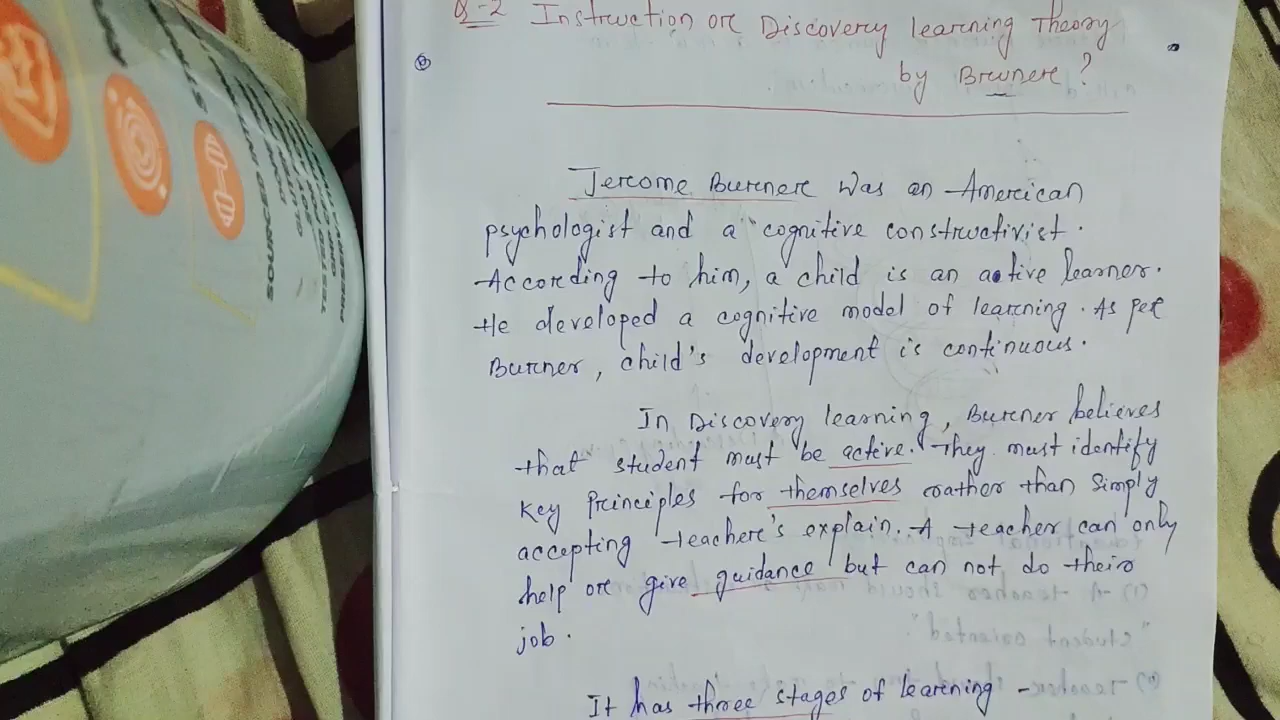 Q-2 Instruction or Discovery learning Theory
by Bruner ?
Jerome Burner was an American
psychologist and a cognitive constructivist.
According to him, a child is an active learner.
He developed a cognitive model of learning. As per
Burner, child's development is continuous.
In Discovery learning, Burner believes
that student must be active. They must identify
key Principles for themselves rather than simply
accepting teacher's explain. A teacher can only
help or give guidance but can not do their
job.
It has three stages of learning -